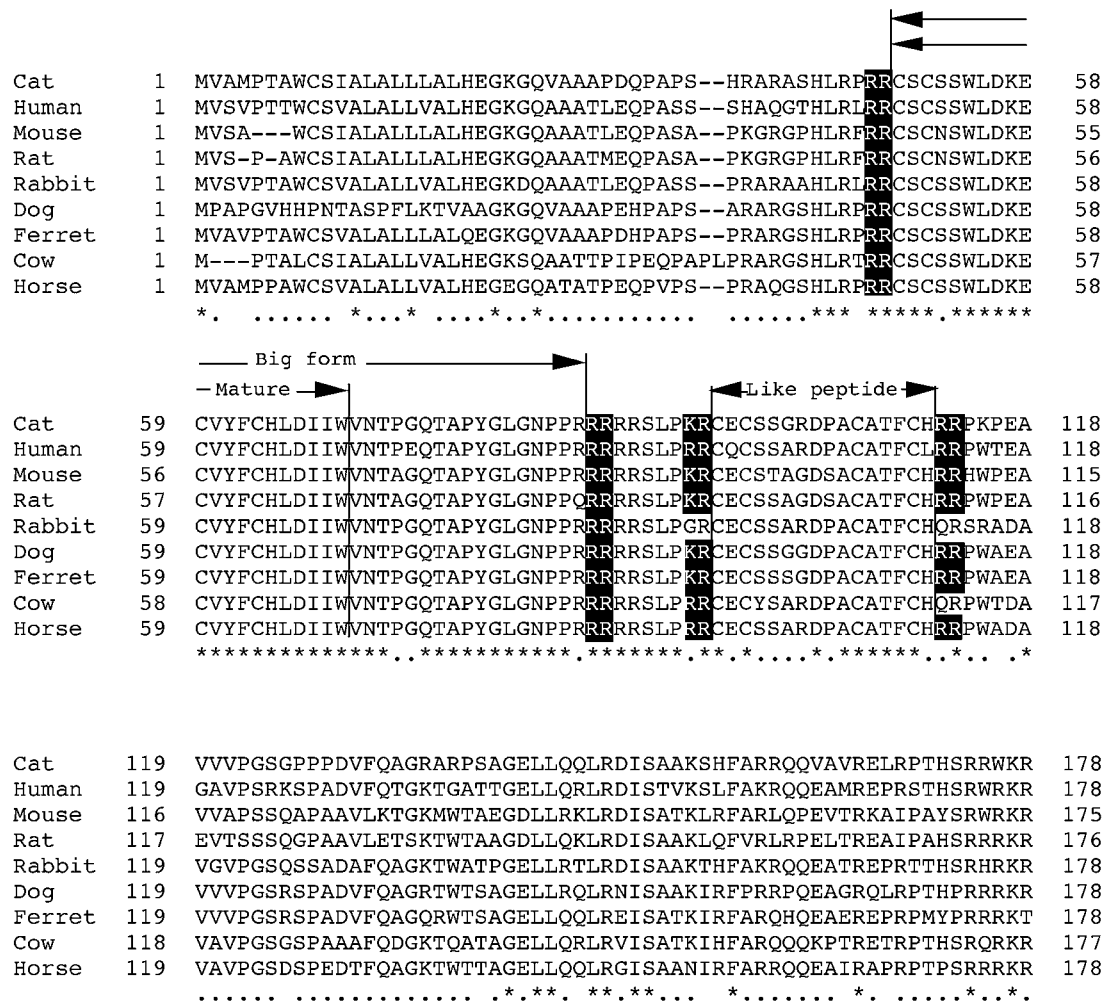 Cat 1 MVAMPTAWCSIALALLLALHEGKGQVAAAPDQPAPS--HRARASHLRPRRCSCSSWLDKE 58
Human 1 MVSVPTTWCSVALALLVALHEGKGQAAATLEQPASS--SHAQGTHLRLRRCSCSSWLDKE 58
Mouse 1 MVSA---WCSIALALLVALHEGKGQAAATLEQPASA--PKGRGPHLRFRRCSCNSWLDKE 55
Rat 1 MVS-P-AWCSIALALLLALHEGKGQAAATMEQPASA--PKGRGPHLRFRRCSCNSWLDKE 56
Rabbit 1 MVSVPTAWCSVALALLVALHEGKDQAAATLEQPASS--PRARAAHLRLRRCSCSSWLDKE 58
Dog 1 MPAPGVHHPNTASPFLKTVAAGKGQVAAAPEHPAPS--ARARGSHLRPRRCSCSSWLDKE 58
Ferret 1 MVAVPTAWCSVALALLLALQEGKGQVAAAPDHPAPS--PRARGSHLRPRRCSCSSWLDKE 58
Cow 1 M---PTALCSIALALLVALHEGKSQAATTPIPEQPAPLPRARGSHLRTRRCSCSSWLDKE 57
Horse 1 MVAMPPAWCSVALALLVALHEGEGQATATPEQPVPS--PRAQGSHLRPRRCSCSSWLDKE 58
*. ...... *...* .....*..*........... ......*** *****.******
Big form
Mature Like peptide
Cat 59 CVYFCHLDIIWVNTPGQTAPYGLGNPPRRRRRSLPKRCECSSGRDPACATFCHRRPKPEA 118
Human 59 CVYFCHLDIIWVNTPEQTAPYGLGNPPRRRRRSLPRRCQCSSARDPACATFCLRRPWTEA 118
Mouse 56 CVYFCHLDIIWVNTAGQTAPYGLGNPPRRRRRSLPKRCECSTAGDSACATFCHRRHWPEA 115
Rat 57 CVYFCHLDIIWVNTPGQTAPYGLGNPPQRRRRSLPKRCECSSAGDSACATFCHRRPWPEA 116
Rabbit 59 CVYFCHLDIIWVNTPGQTAPYGLGNPPRRRRRSLPGRCECSSARDPACATFCHQRSRADA 118
Dog 59 CVYFCHLDIIWVNTPGQTAPYGLGNPPRRRRRSLPKRCECSSGGDPACATFCHRRPWAEA 118
Ferret 59 CVYFCHLDIIWVNTPGQTAPYGLGNPPRRRRRSLPKRCECSSSGDPACATFCHRRPWAEA 118
Cow 58 CVYFCHLDIIWVNTPGQTAPYGLGNPPRRRRRSLPRRCECYSARDPACATFCHQRPWTDA 117
Horse 59 CVYFCHLDIIWVNTPGQTAPYGLGNPPRRRRRSLPRRCECSSARDPACATFCHRRPWADA 118
**************..***********.*******.**.*....*.*******..*.. .*
Cat 119 VVVPGSGPPPDVFQAGRARPSAGELLQQLRDISAAKSHFARRQQVAVRELRPTHSRRWKR 178
Human 119 GAVPSRKSPADVFQTGKTGATTGELLQRLRDISTVKSLFAKRQQEAMREPRSTHSRWRKR 178
Mouse 116 VVAPSSQAPAAVLKTGKMWTAEGDLLRKLRDISATKLRFARLQPEVTRKAIPAYSRWRKR 175
Rat 117 EVTSSSQGPAAVLETSKTWTAAGDLLQKLRDISAAKLQFVRLRPELTREAIPAHSRRRKR 176
Rabbit 119 VGVPGSQSSADAFQAGKTWATPGELLRTLRDISAAKTHFAKRQQEATREPRTTHSRHRKR 178
Dog 119 VVVPGSRSPADVFQAGRTWTSAGELLRQLRNISAAKIRFPRRPQEAGRQLRPTHPRRRKR 178
Ferret 119 VVVPGSRSPADVFQAGQRWTSAGELLQQLREISATKIRFARQHQEAEREPRPMYPRRRKT 178
Cow 118 VAVPGSGSPAAAFQDGKTQATAGELLQRLRVISATKIHFARQQQKPTRETRPTHSRQRKR 177
Horse 119 VAVPGSDSPEDTFQAGKTWTTAGELLQQLRGISAANIRFARRQQEAIRAPRPTPSRRRKR 178
...... .. ........... .*.**..**.**... *.......*....... .*..*.